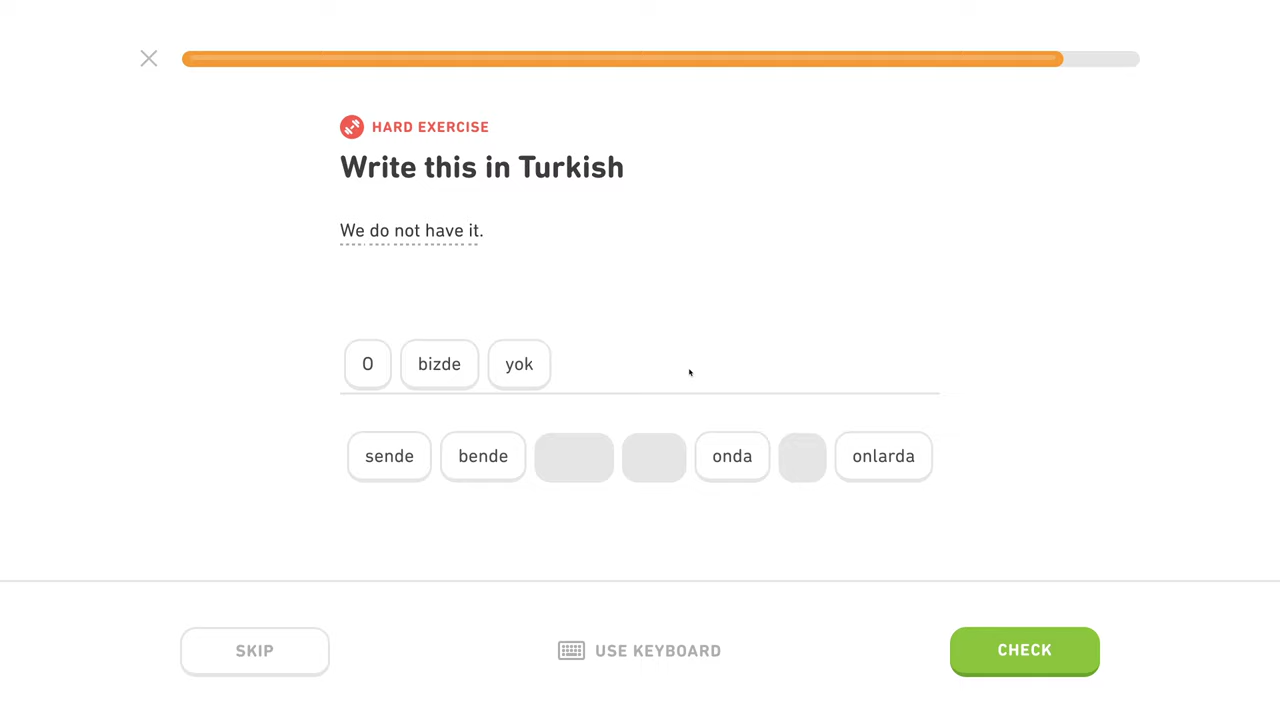 HARD EXERCISE
Write this in Turkish
We do not have it.
O bizde yok
sende bende onda onlarda
SKIP USE KEYBOARD CHECK